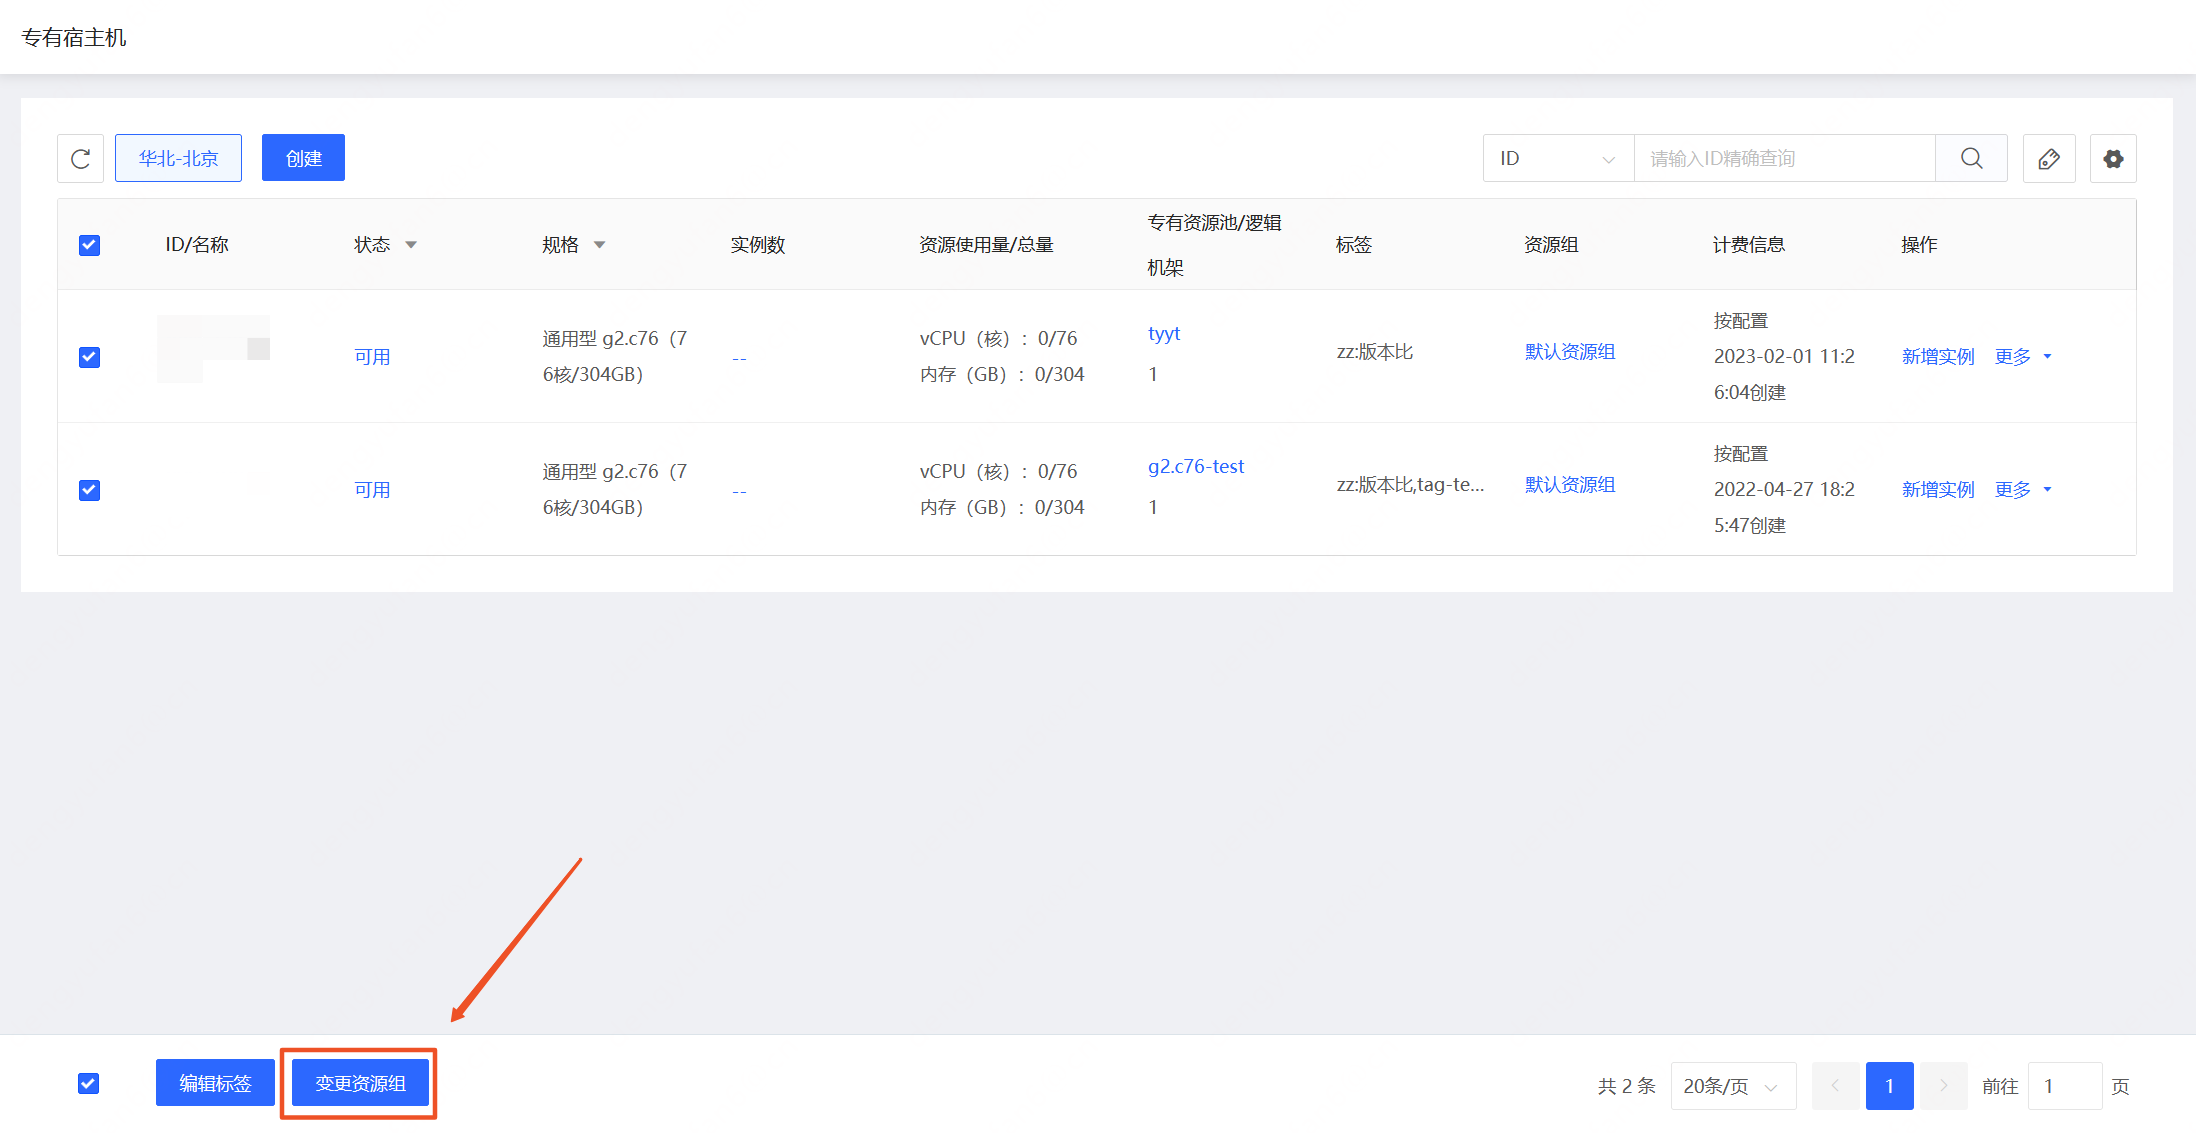 专有宿主机
华北-北京
创建
ID
请输入ID精确查询
ID/名称
状态
规格
实例数
资源使用量/总量
专有资源池/逻辑
机架
标签
资源组
计费信息
操作
可用
通用型 g2.c76（7
6核/304GB）
--
vCPU（核）：0/76
内存（GB）：0/304
tyyt
1
zz:版本比
默认资源组
按配置
2023-02-01 11:2
6:04创建
新增实例 更多
可用
通用型 g2.c76（7
6核/304GB）
--
vCPU（核）：0/76
内存（GB）：0/304
g2.c76-test
1
zz:版本比,tag-te...
默认资源组
按配置
2022-04-27 18:2
5:47创建
新增实例 更多
编辑标签
变更资源组
共 2 条
20条/页
1
前往 1 页